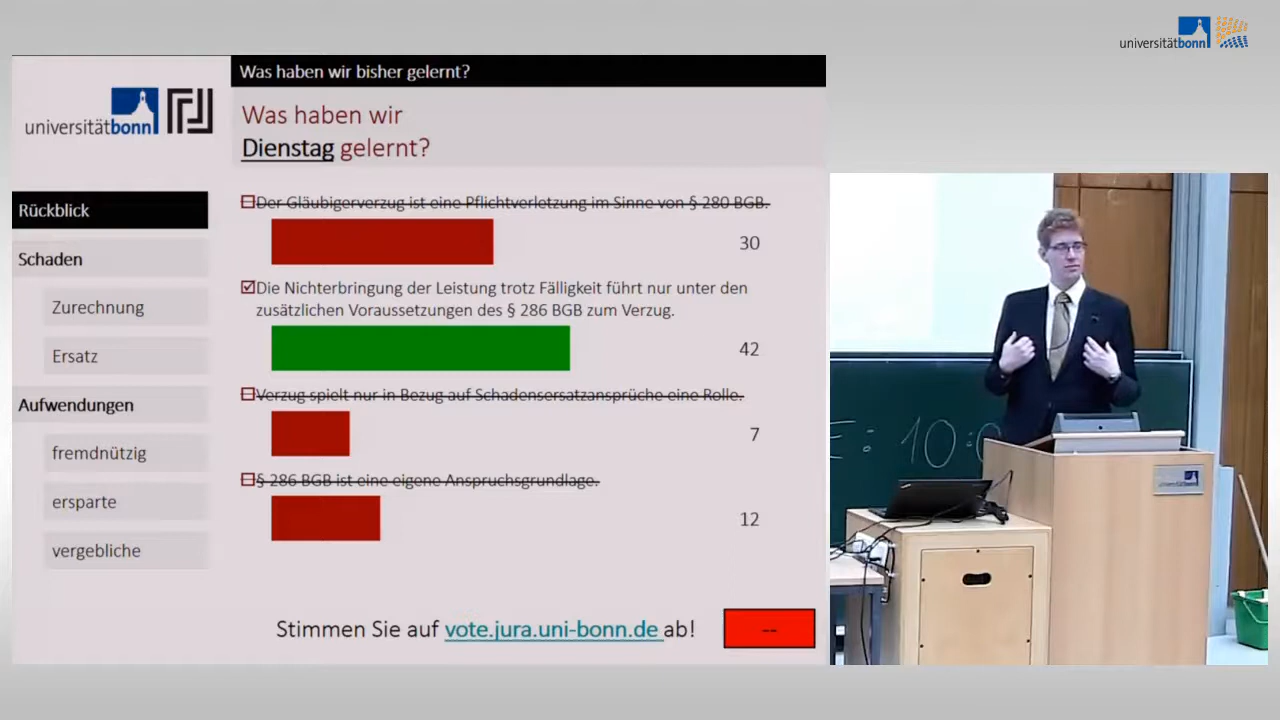 universitätbonn
Was haben wir bisher gelernt?
universitätbonn
Was haben wir
Dienstag gelernt?
Rückblick
Schaden
Zurechnung
Ersatz
Aufwendungen
fremdnützig
ersparte
vergebliche
Der Gläubigerverzug ist eine Pflichtverletzung im Sinne von § 280 BGB.
30
Die Nichterbringung der Leistung trotz Fälligkeit führt nur unter den
zusätzlichen Voraussetzungen des § 286 BGB zum Verzug.
42
Verzug spielt nur in Bezug auf Schadensersatzansprüche eine Rolle.
7
§ 286 BGB ist eine eigene Anspruchsgrundlage.
12
Stimmen Sie auf vote.jura.uni-bonn.de ab!
--
: 10:0
universitätbonn